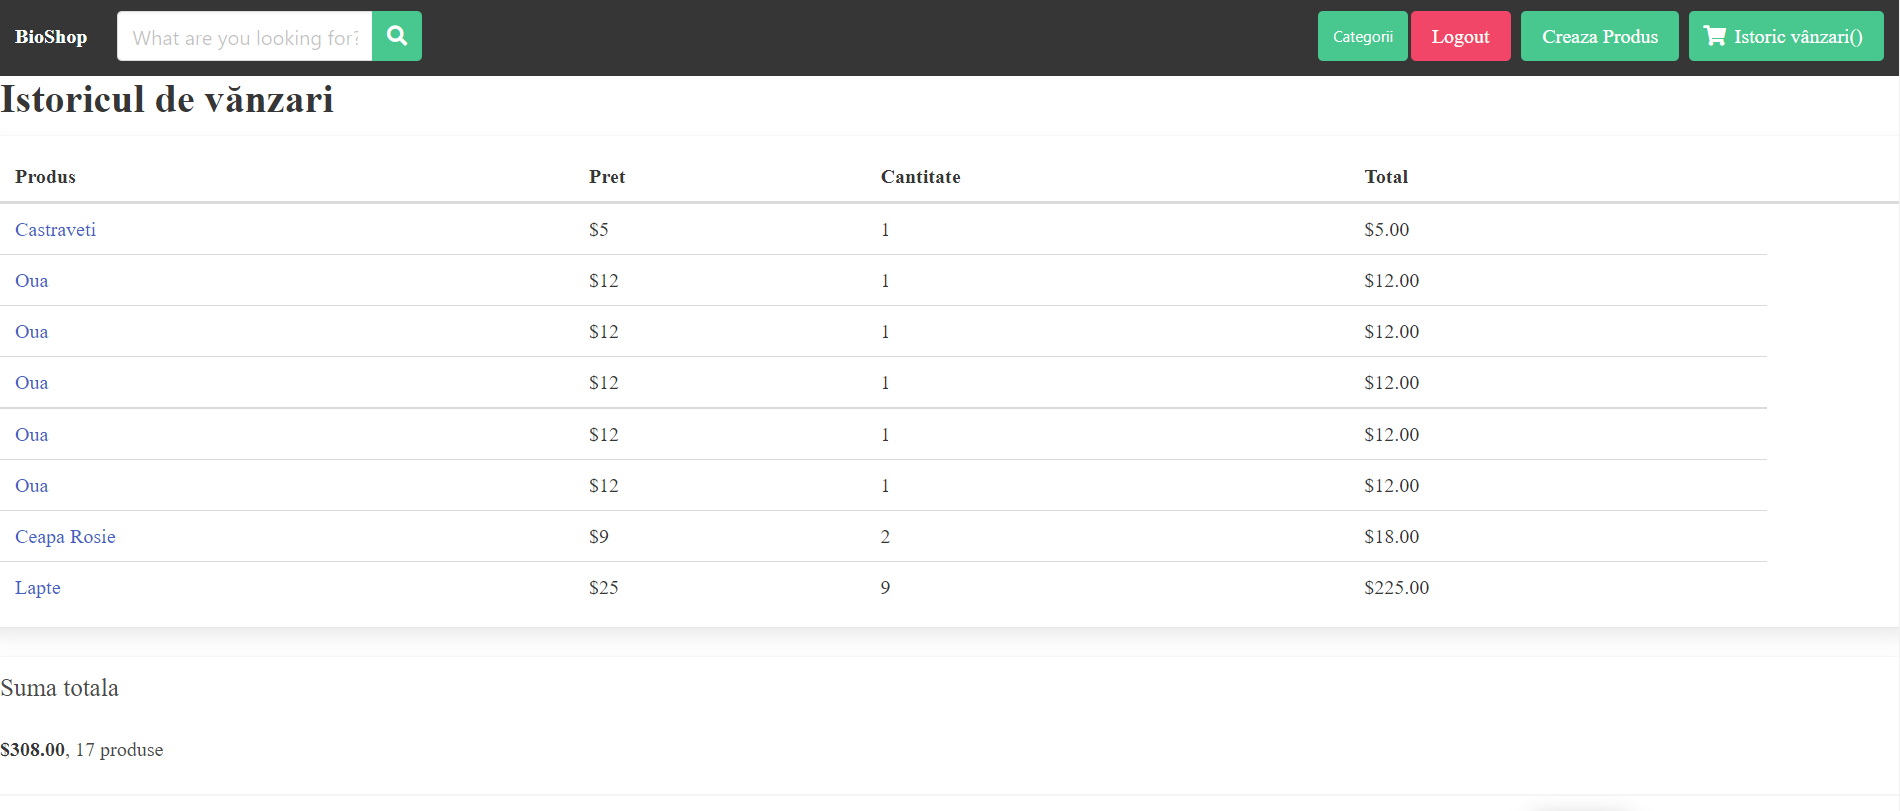 BioShop What are you looking for? Categorii Logout Creaza Produs Istoric vânzari()
Istoricul de vănzari
Produs Pret Cantitate Total
Castraveti $5 1 $5.00
Oua $12 1 $12.00
Oua $12 1 $12.00
Oua $12 1 $12.00
Oua $12 1 $12.00
Oua $12 1 $12.00
Ceapa Rosie $9 2 $18.00
Lapte $25 9 $225.00
Suma totala
$308.00, 17 produse